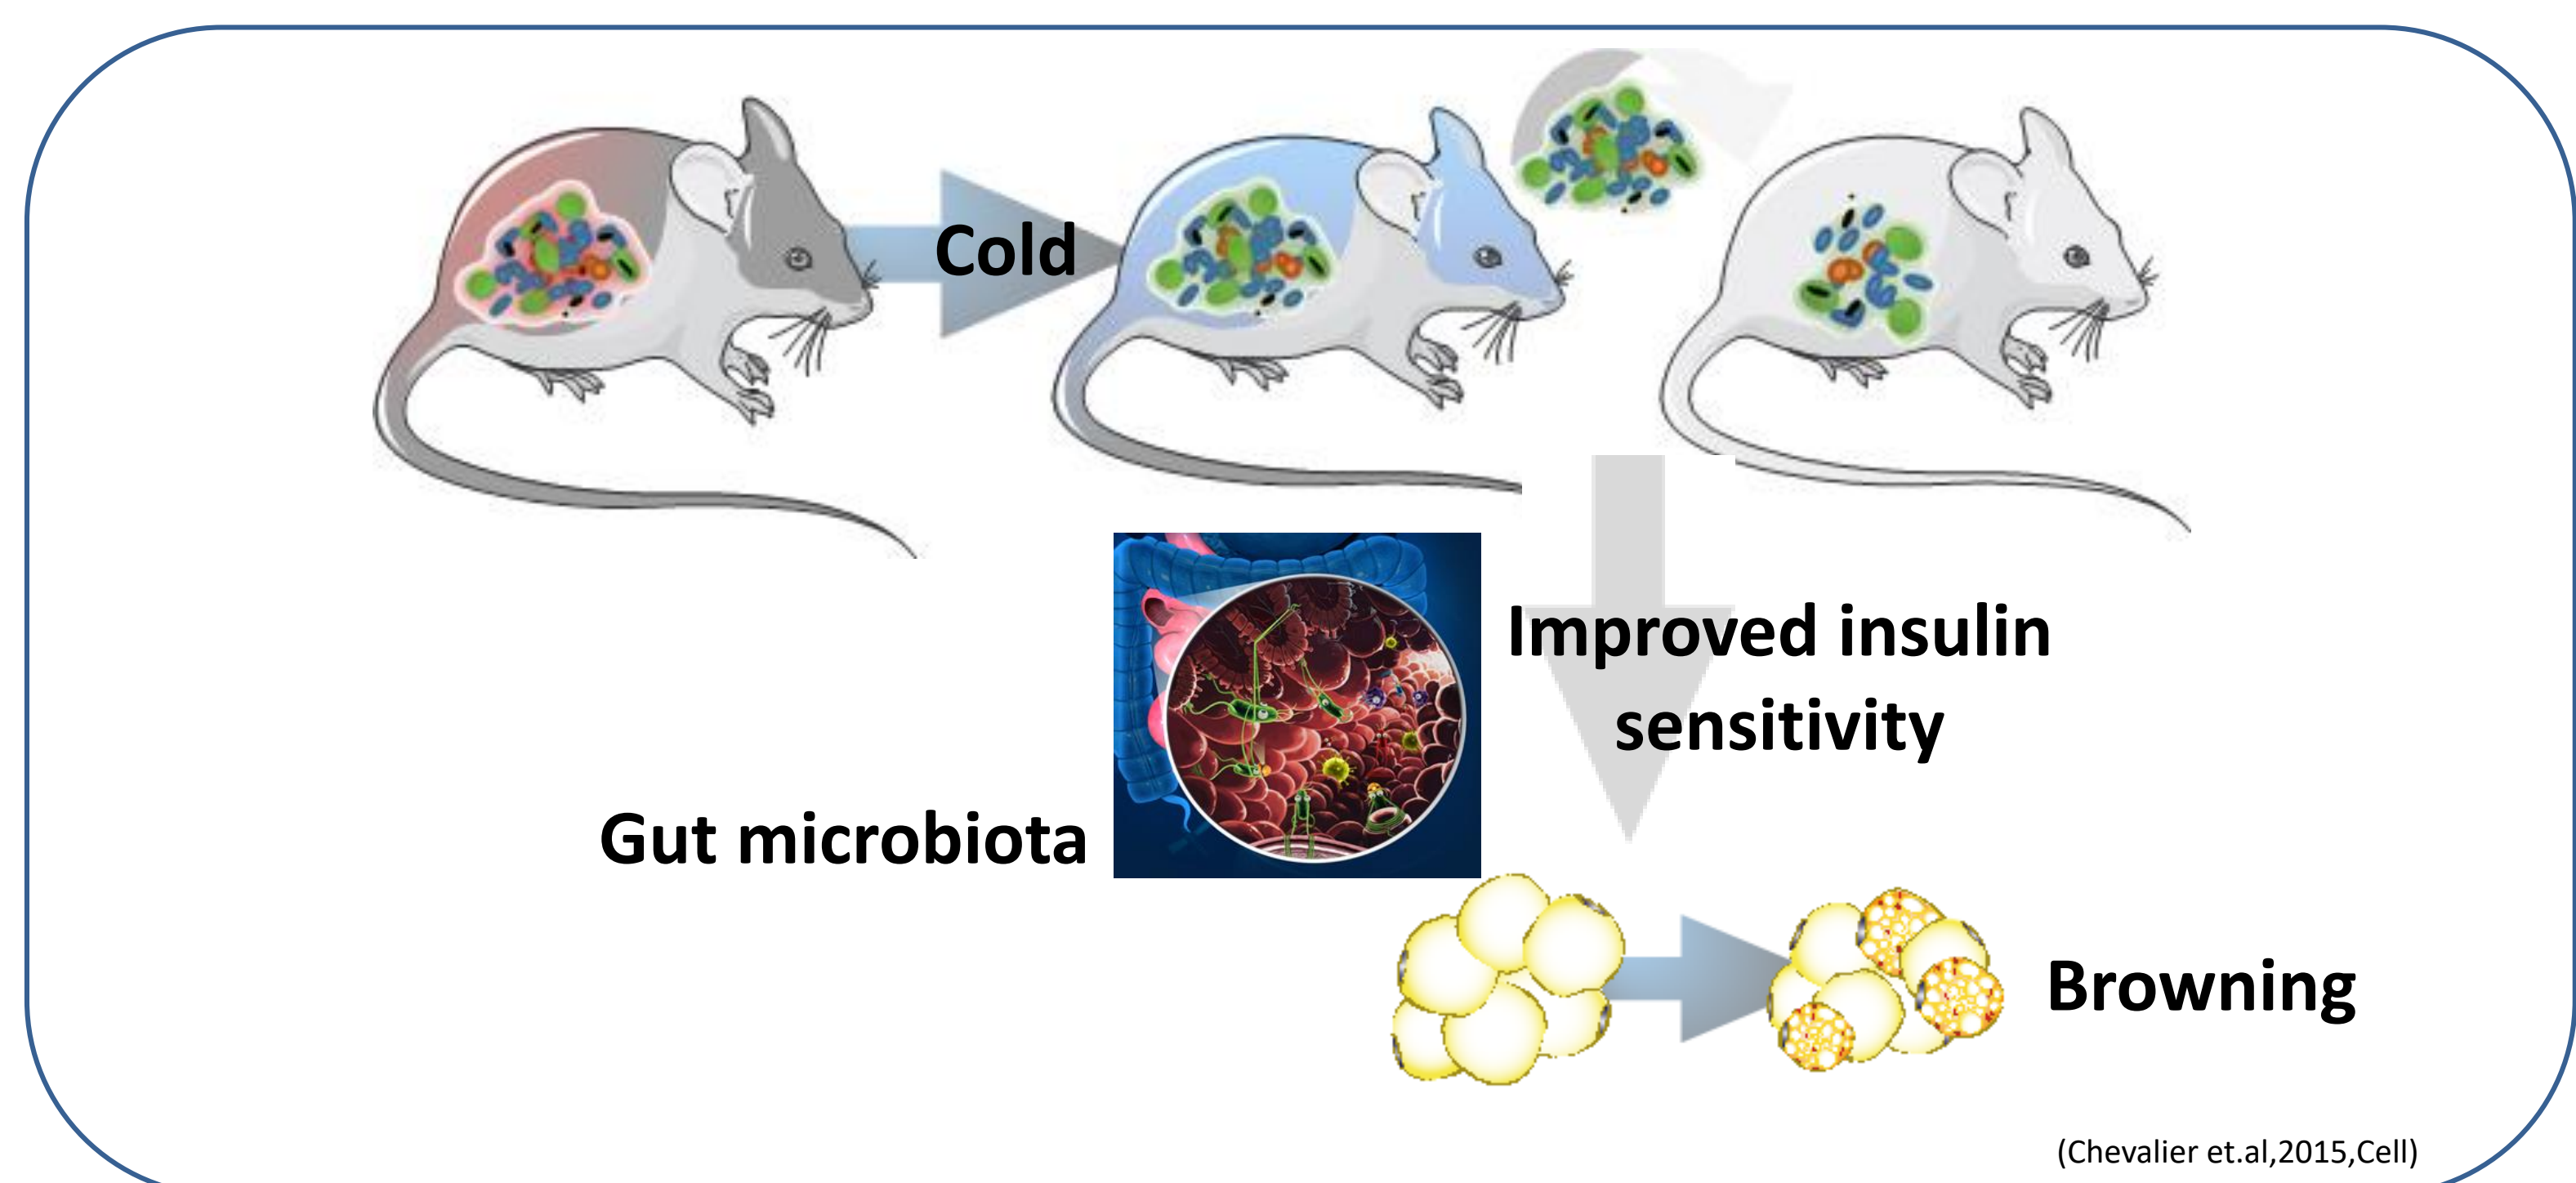 Cold
Improved insulin
sensitivity
Gut microbiota
Browning
(Chevalier et.al,2015,Cell)